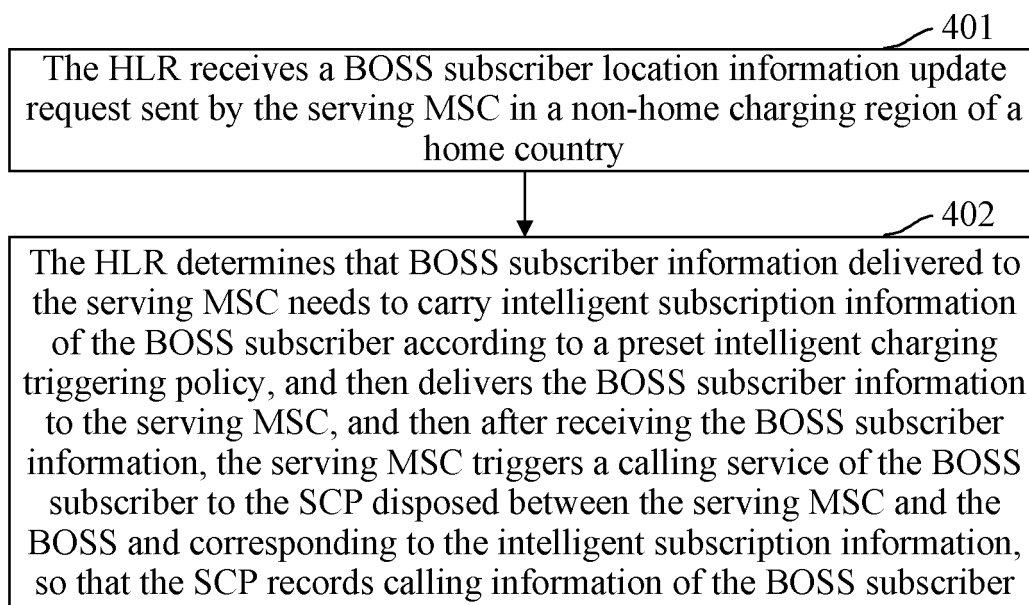 401
The HLR receives a BOSS subscriber location information update
request sent by the serving MSC in a non-home charging region of a
home country
402
The HLR determines that BOSS subscriber information delivered to
the serving MSC needs to carry intelligent subscription information
of the BOSS subscriber according to a preset intelligent charging
triggering policy, and then delivers the BOSS subscriber information
to the serving MSC, and then after receiving the BOSS subscriber
information, the serving MSC triggers a calling service of the BOSS
subscriber to the SCP disposed between the serving MSC and the
BOSS and corresponding to the intelligent subscription information,
so that the SCP records calling information of the BOSS subscriber